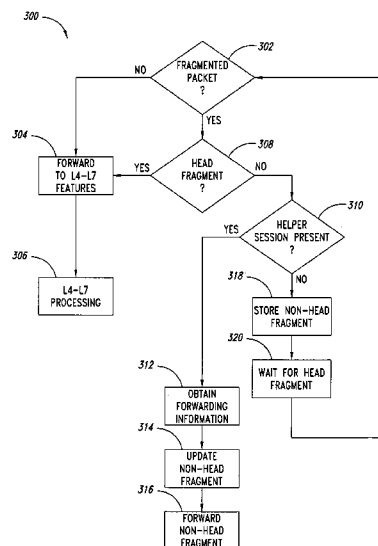 300
302
FRAGMENTED
PACKET
?
NO
YES
304
FORWARD
TO L4-L7
FEATURES
308
HEAD
FRAGMENT
?
YES
NO
306
L4-L7
PROCESSING
310
HELPER
SESSION PRESENT
?
YES
NO
318
STORE NON-HEAD
FRAGMENT
320
WAIT FOR HEAD
FRAGMENT
312
OBTAIN
FORWARDING
INFORMATION
314
UPDATE
NON-HEAD
FRAGMENT
316
FORWARD
NON-HEAD
FRAGMENT